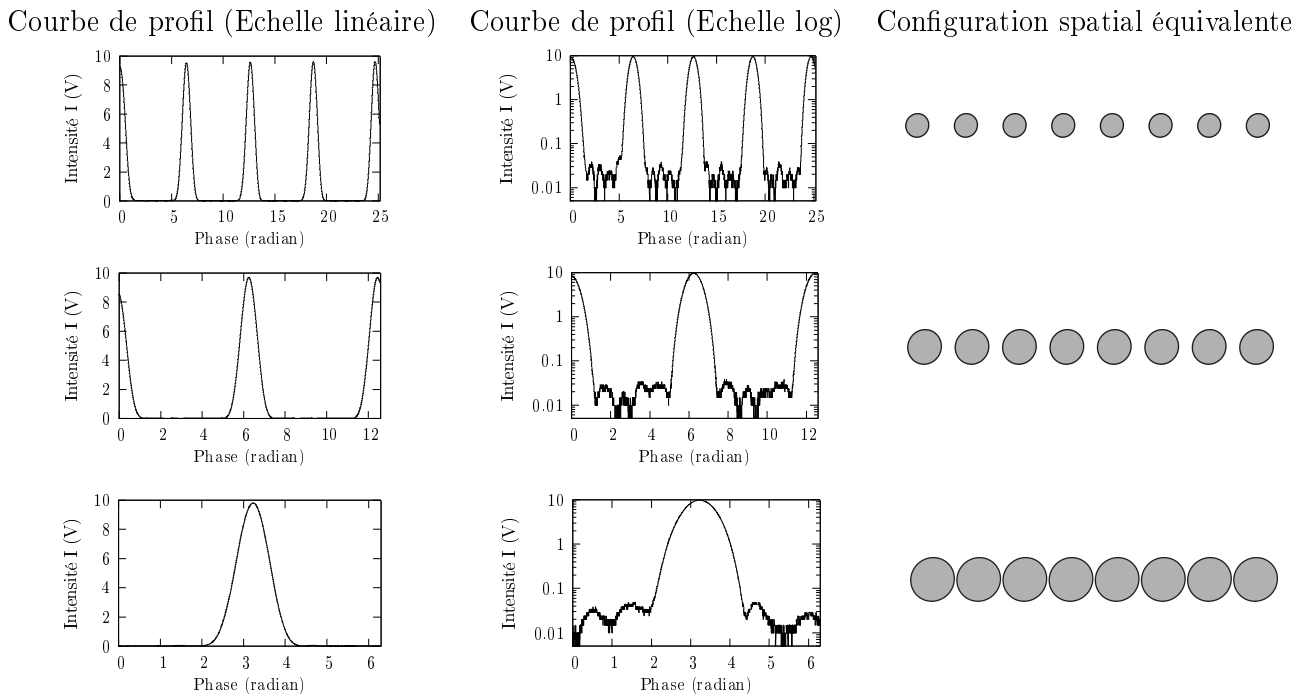 Courbe de profil (Echelle linéaire)
Courbe de profil (Echelle log)
Configuration spatial équivalente
Intensité I (V)
10
8
6
4
2
0
0 5 10 15 20 25
Phase (radian)
Intensité I (V)
10
1
0.1
0.01
0 5 10 15 20 25
Phase (radian)
Intensité I (V)
10
8
6
4
2
0
0 2 4 6 8 10 12
Phase (radian)
Intensité I (V)
10
1
0.1
0.01
0 2 4 6 8 10 12
Phase (radian)
Intensité I (V)
10
8
6
4
2
0
0 1 2 3 4 5 6
Phase (radian)
Intensité I (V)
10
1
0.1
0.01
0 1 2 3 4 5 6
Phase (radian)